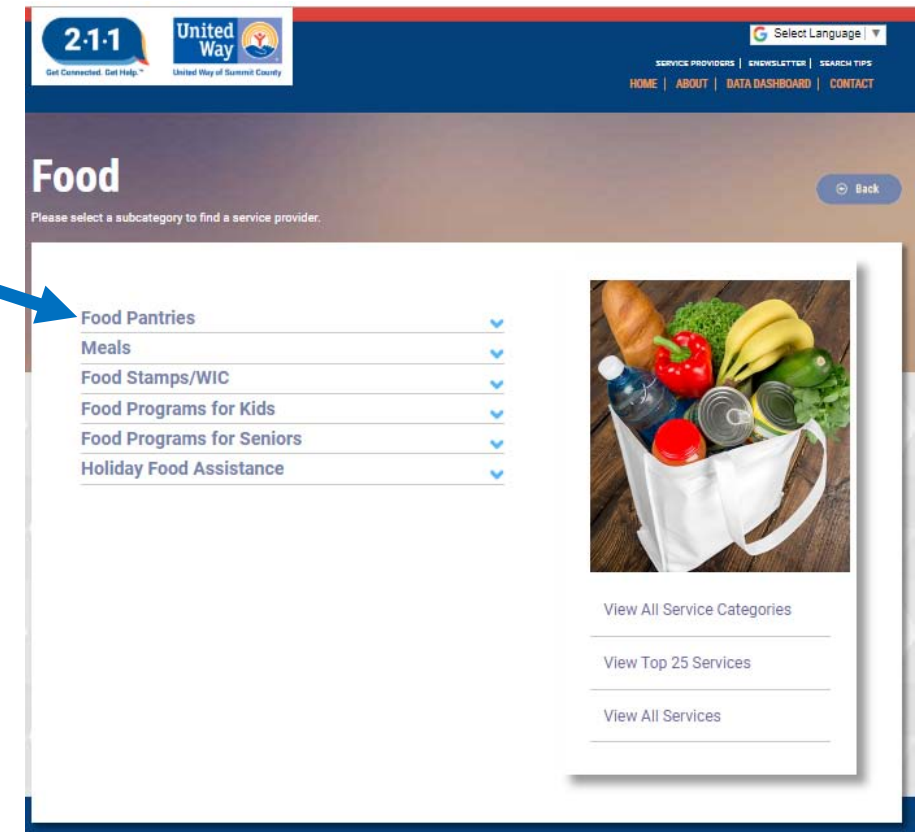 2·1·1
Get Connected. Get Help.™
United
Way
United Way of Summit County
Select Language ▼
SERVICE PROVIDERS | ENEWSLETTER | SEARCH TIPS
HOME | ABOUT | DATA DASHBOARD | CONTACT
Food
Back
Please select a subcategory to find a service provider.
Food Pantries
Meals
Food Stamps/WIC
Food Programs for Kids
Food Programs for Seniors
Holiday Food Assistance
View All Service Categories
View Top 25 Services
View All Services